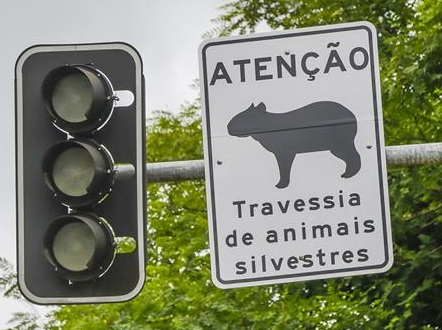 ATENÇÃO
Travessia
de animais
silvestres